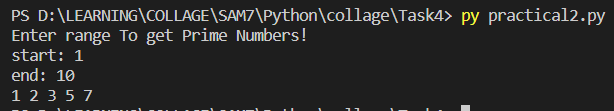 PS D:\LEARNING\COLLAGE\SAM7\Python\collage\Task4> py practical2.py
Enter range To get Prime Numbers!
start: 1
end: 10
1 2 3 5 7